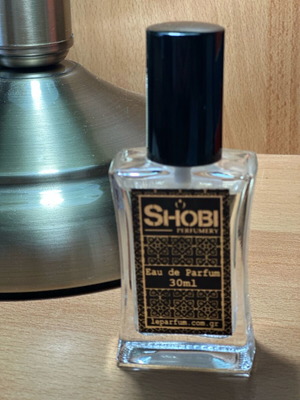 SHOBI
PERFUMERY
Eau de Parfum
30ml
leparfum.com.gr